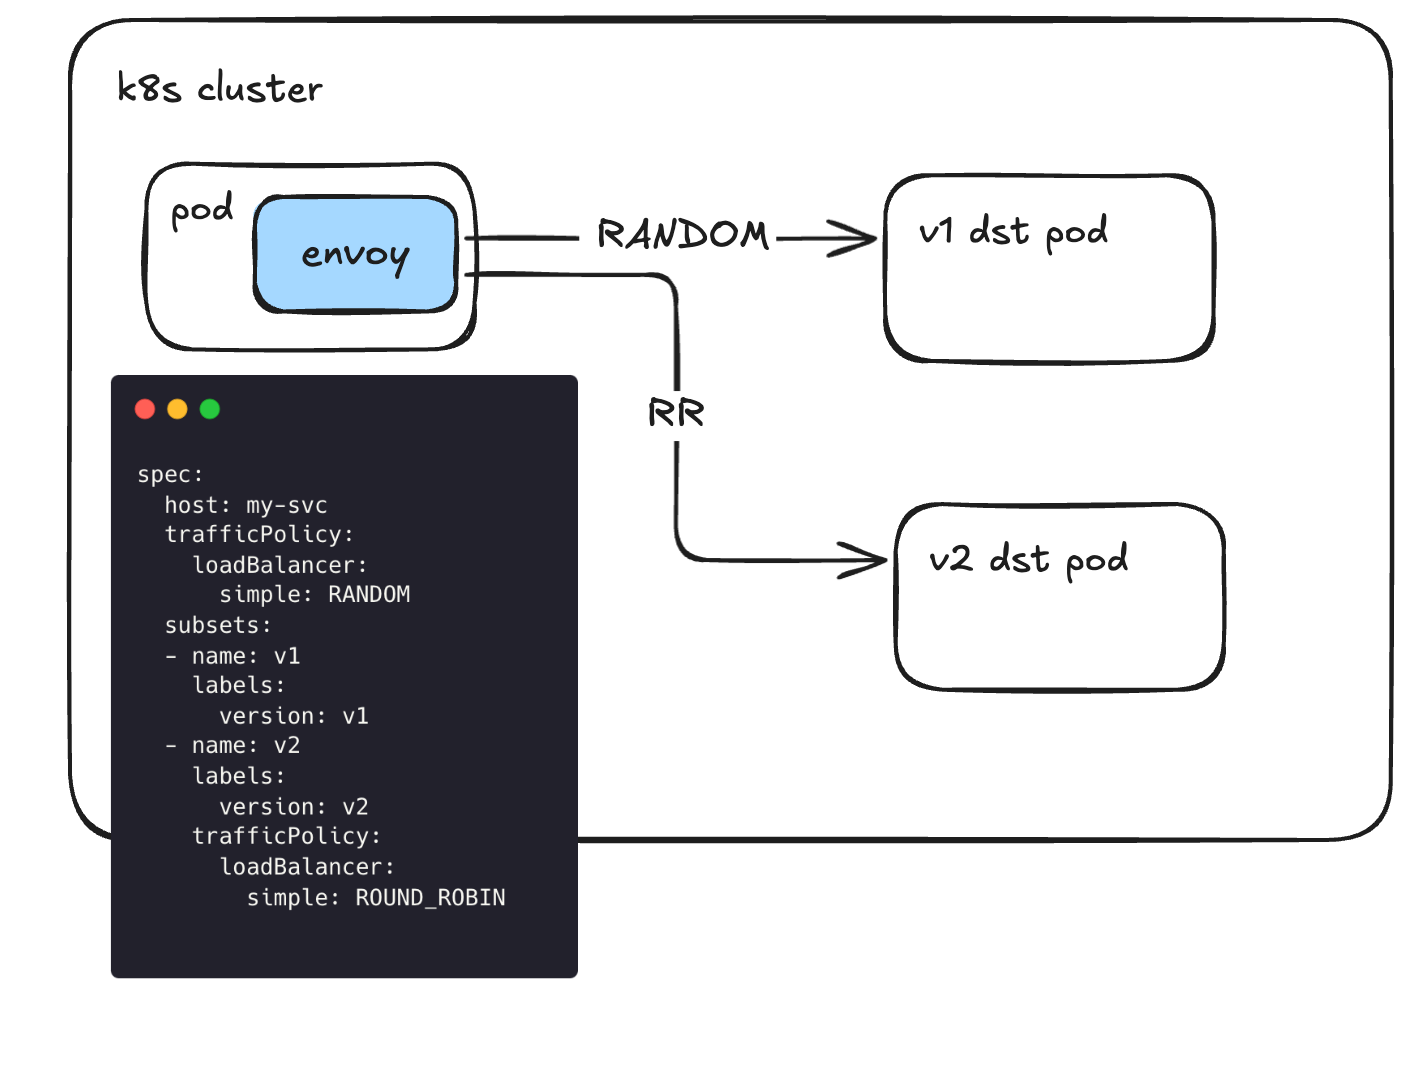 k8s cluster
pod
envoy
RANDOM
v1 dst pod
RR
v2 dst pod
spec:
  host: my-svc
  trafficPolicy:
    loadBalancer:
      simple: RANDOM
  subsets:
  - name: v1
    labels:
      version: v1
  - name: v2
    labels:
      version: v2
    trafficPolicy:
      loadBalancer:
        simple: ROUND_ROBIN